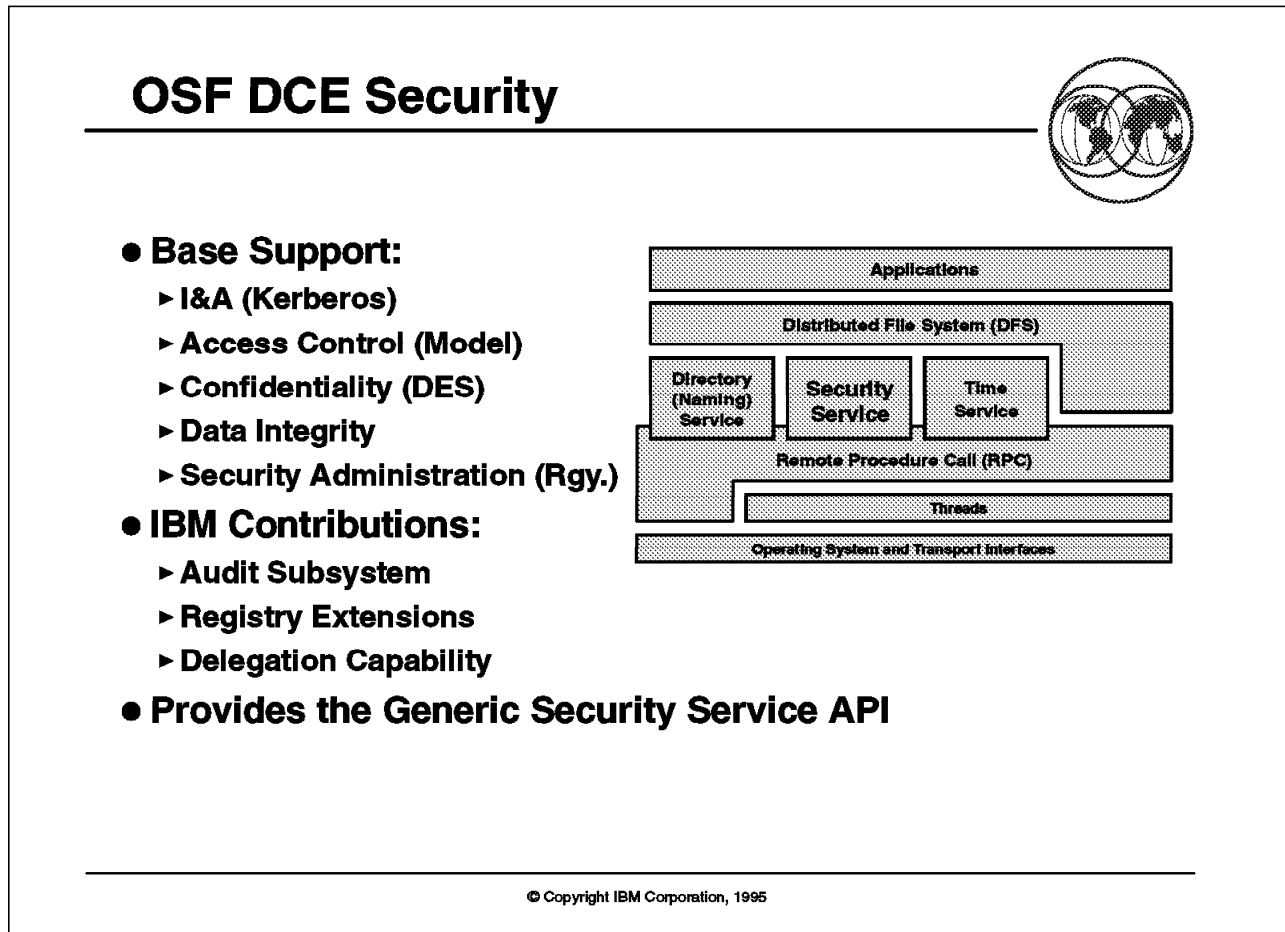 OSF DCE Security
● Base Support:
► I&A (Kerberos)
► Access Control (Model)
► Confidentiality (DES)
► Data Integrity
► Security Administration (Rgy.)
● IBM Contributions:
► Audit Subsystem
► Registry Extensions
► Delegation Capability
● Provides the Generic Security Service API
Applications
Distributed File System (DFS)
Directory
(Naming)
Service
Security
Service
Time
Service
Remote Procedure Call (RPC)
Threads
Operating System and Transport Interfaces
© Copyright IBM Corporation, 1995